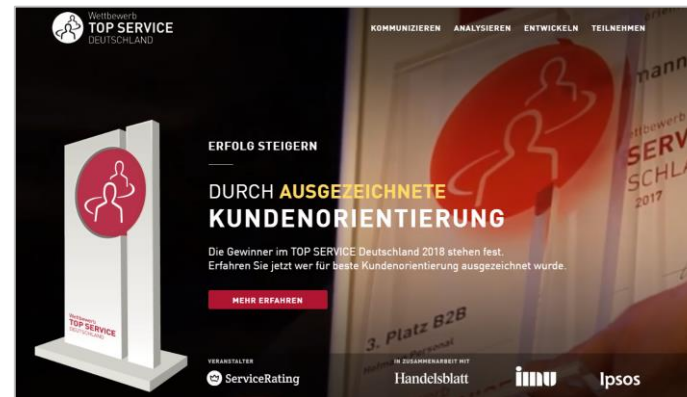 Wettbewerb
TOP SERVICE
DEUTSCHLAND
KOMMUNIZIEREN ANALYSIEREN ENTWICKELN TEILNEHMEN
ERFOLG STEIGERN
DURCH AUSGEZEICHNETE
KUNDENORIENTIERUNG
Die Gewinner im TOP SERVICE Deutschland 2018 stehen fest.
Erfahren Sie jetzt wer für beste Kundenorientierung ausgezeichnet wurde.
MEHR ERFAHREN
Wettbewerb
TOP SERVICE
DEUTSCHLAND
mann
ettbewerb
SERV
SCHLA
2017
3. Platz B2B
VERANSTALTER
ServiceRating
IN ZUSAMMENARBEIT MIT
Handelsblatt
imu
Ipsos